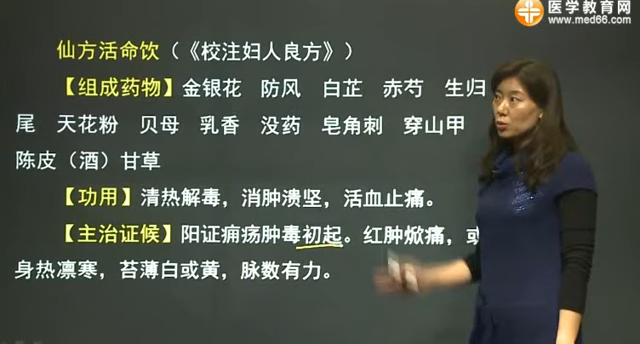 医学教育网
www.med66.com
仙方活命饮（《校注妇人良方》）
【组成药物】金银花 防风 白芷 赤芍 生归
尾 天花粉 贝母 乳香 没药 皂角刺 穿山甲
陈皮（酒）甘草
【功用】清热解毒，消肿溃坚，活血止痛。
【主治证候】阳证痈疡肿毒初起。红肿焮痛，或
身热凛寒，苔薄白或黄，脉数有力。